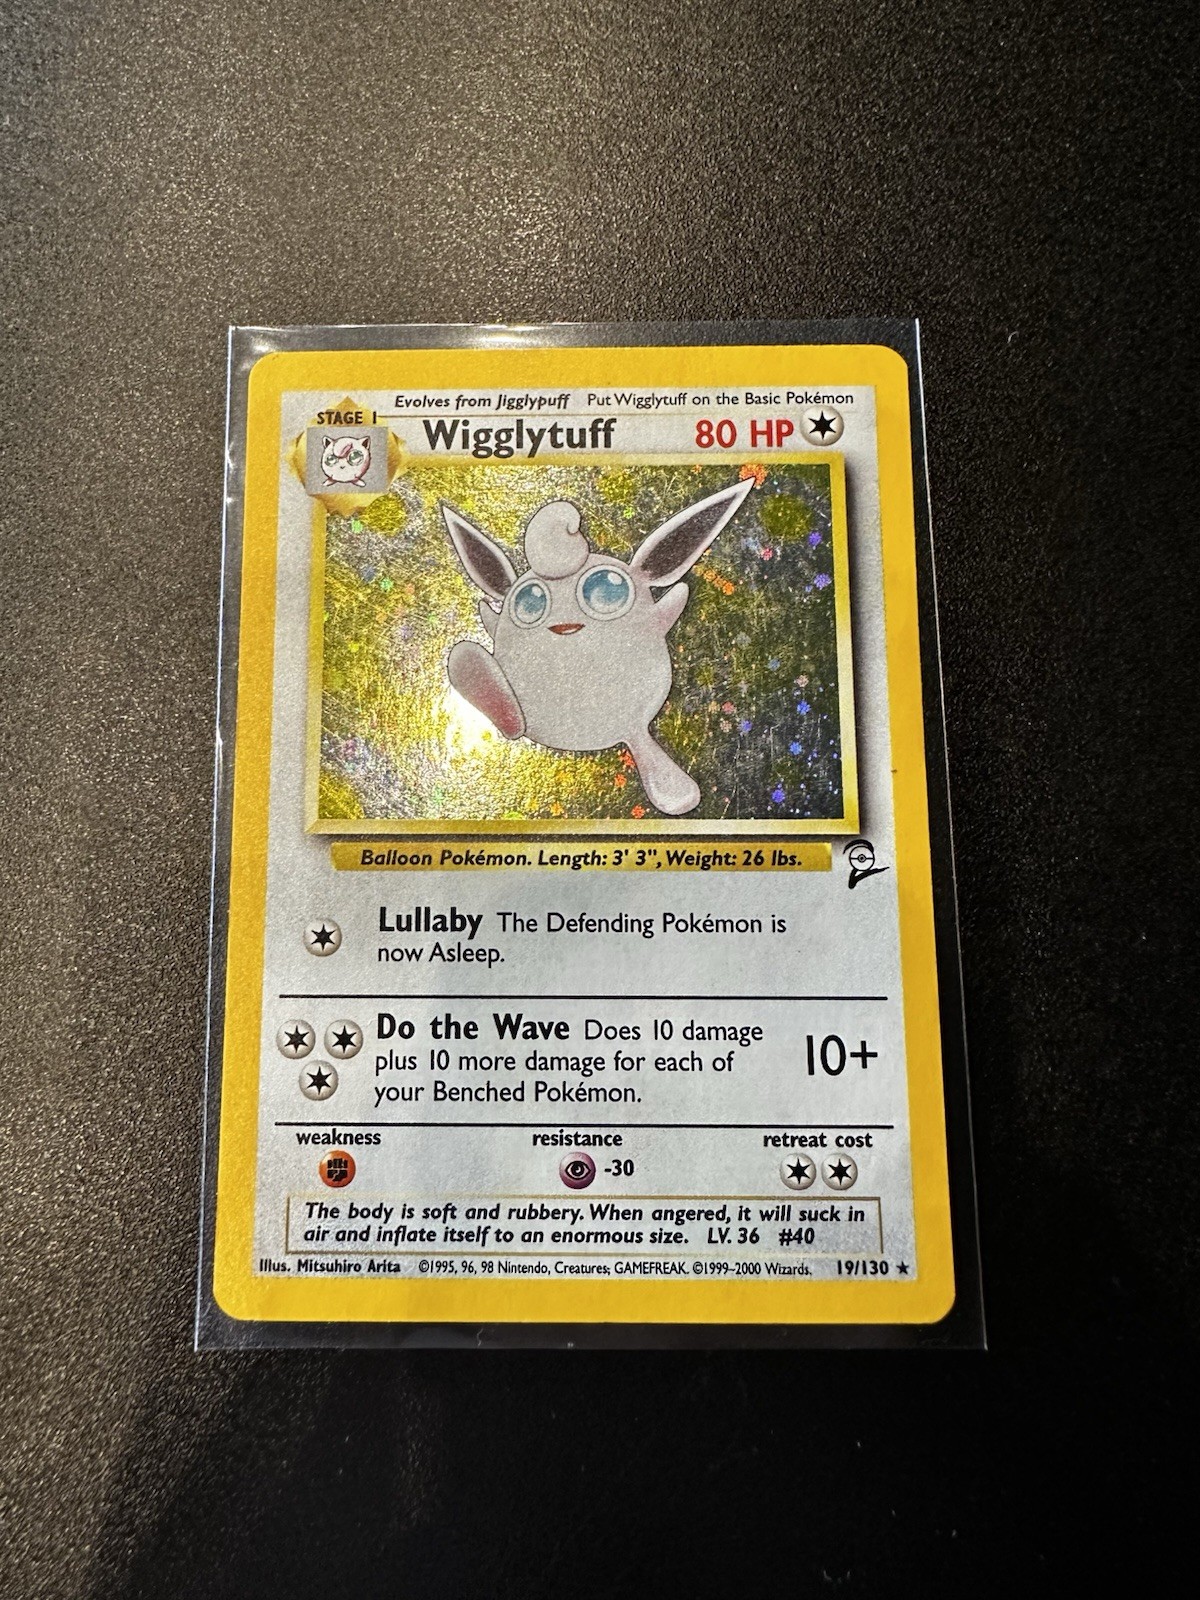 Evolves from Jigglypuff Put Wigglytuff on the Basic Pokémon
STAGE 1
Wigglytuff 80 HP
Balloon Pokémon. Length: 3' 3", Weight: 26 lbs.
Lullaby The Defending Pokémon is
now Asleep.
Do the Wave Does 10 damage
plus 10 more damage for each of
your Benched Pokémon.
10+
weakness resistance retreat cost
-30
The body is soft and rubbery. When angered, it will suck in
air and inflate itself to an enormous size. LV. 36 #40
Illus. Mitsuhiro Arita ©1995, 96, 98 Nintendo, Creatures, GAMEFREAK. ©1999-2000 Wizards. 19/130 ★